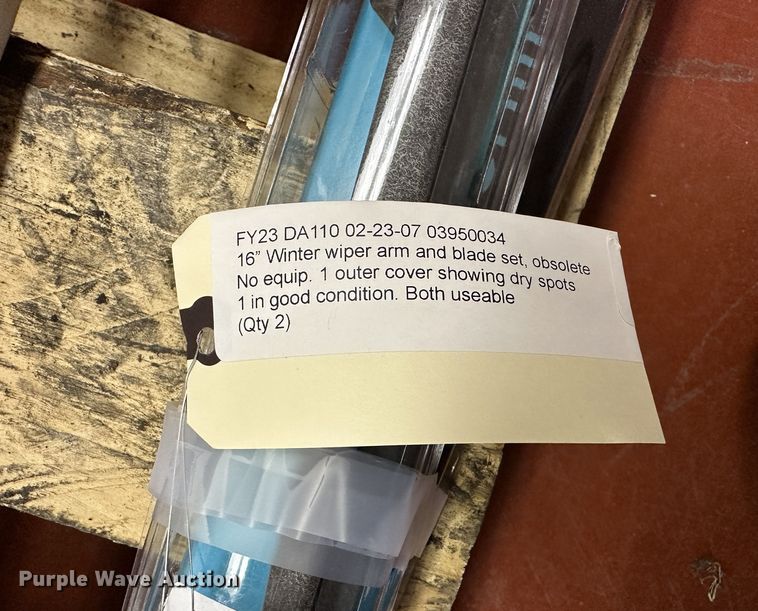 FY23 DA110 02-23-07 03950034
16” Winter wiper arm and blade set, obsolete
No equip. 1 outer cover showing dry spots
1 in good condition. Both useable
(Qty 2)
Purple Wave Auction